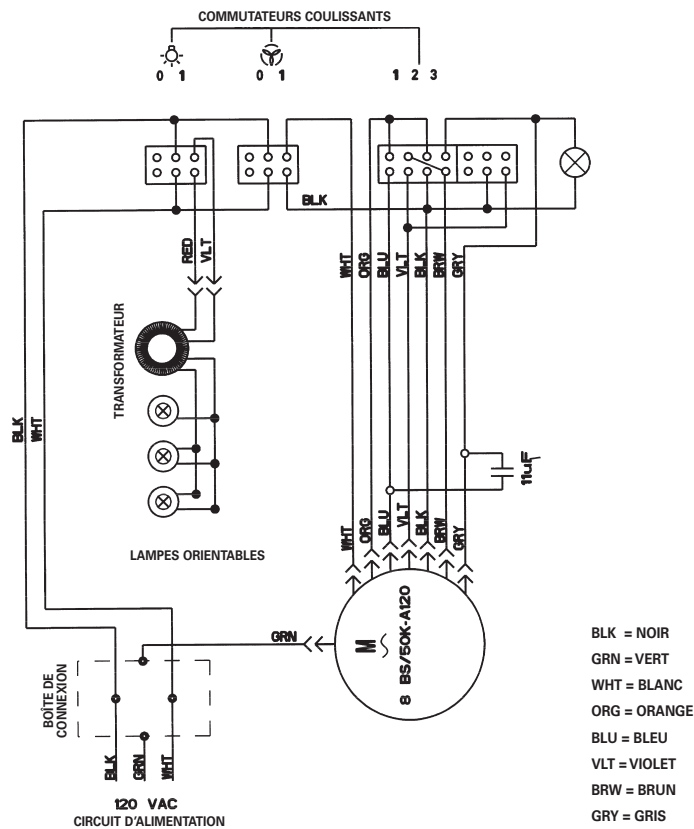 COMMUTATEURS COULISSANTS
0 1
0 1
1 2 3
BLK
RED
VLT
WHT
ORG
BLU
VLT
BLK
BRW
GRY
TRANSFORMATEUR
BLK
WHT
11uF
LAMPES ORIENTABLES
WHT
ORG
BLU
VLT
BLK
BRW
GRY
GRN
M
8 BS/50K-A120
BOÎTE DE
CONNEXION
BLK
GRN
WHT
120 VAC
CIRCUIT D'ALIMENTATION
BLK = NOIR
GRN = VERT
WHT = BLANC
ORG = ORANGE
BLU = BLEU
VLT = VIOLET
BRW = BRUN
GRY = GRIS